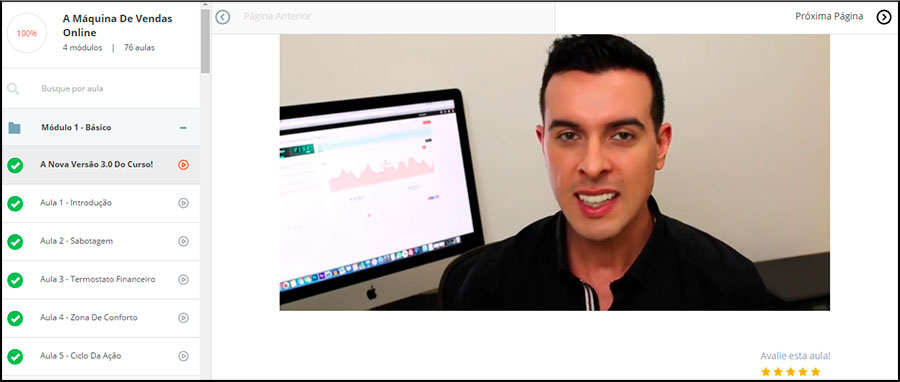 100%
A Máquina De Vendas
Online
4 módulos | 76 aulas
Busque por aula
Módulo 1 - Básico
A Nova Versão 3.0 Do Curso!
Aula 1 - Introdução
Aula 2 - Sabotagem
Aula 3 - Termostato Financeiro
Aula 4 - Zona De Conforto
Aula 5 - Ciclo Da Ação
Página Anterior
Próxima Página
Avalie esta aula!